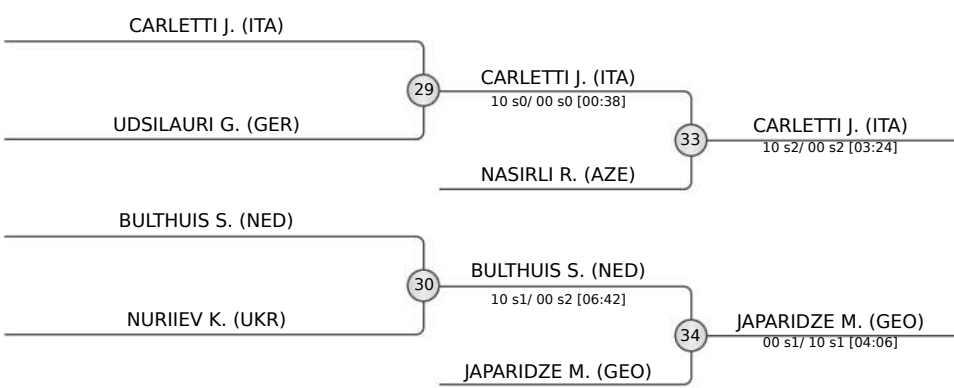 CARLETTI J. (ITA)
29
UDSILAURI G. (GER)
CARLETTI J. (ITA)
10 s0/ 00 s0 [00:38]
33
NASIRLI R. (AZE)
CARLETTI J. (ITA)
10 s2/ 00 s2 [03:24]
BULTHUIS S. (NED)
30
NURIIEV K. (UKR)
BULTHUIS S. (NED)
10 s1/ 00 s2 [06:42]
34
JAPARIDZE M. (GEO)
JAPARIDZE M. (GEO)
00 s1/ 10 s1 [04:06]